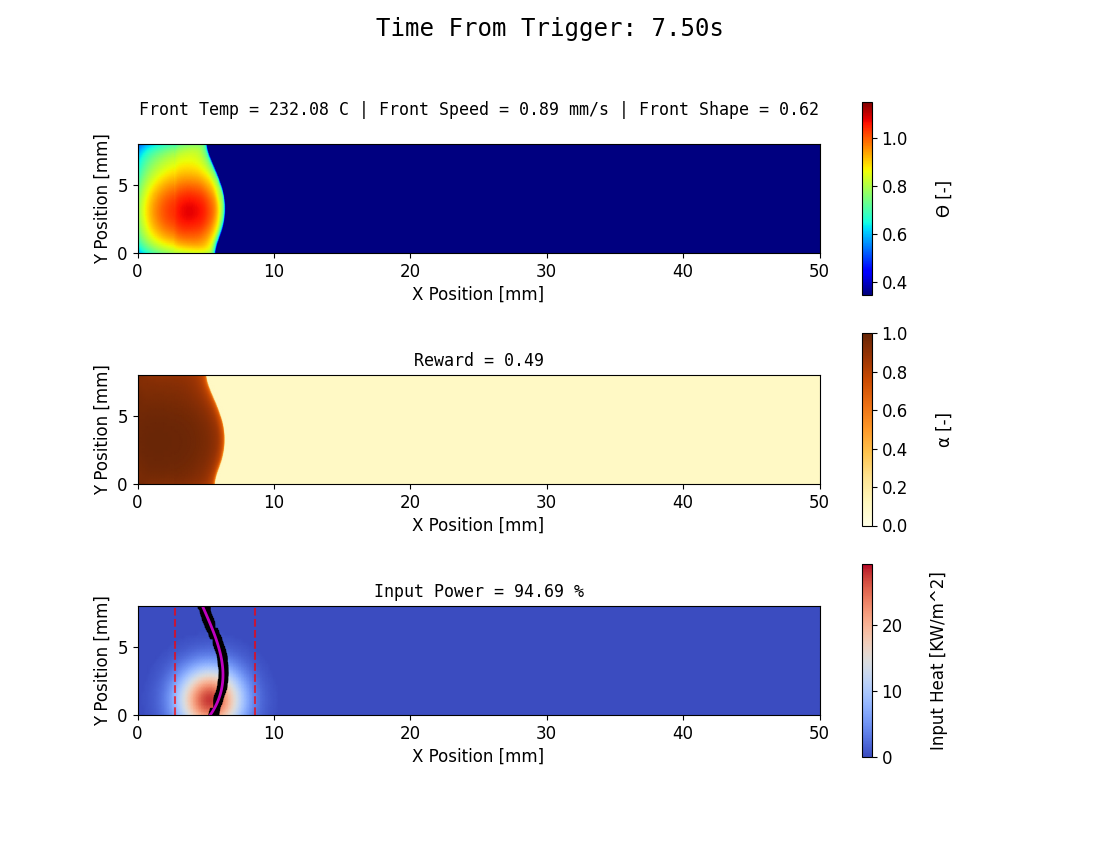 Time From Trigger: 7.50s
Front Temp = 232.08 C | Front Speed = 0.89 mm/s | Front Shape = 0.62
Y Position [mm]
5
0
0 10 20 30 40 50
X Position [mm]
1.0
0.8
0.6
0.4
Θ [-]
Reward = 0.49
Y Position [mm]
5
0
0 10 20 30 40 50
X Position [mm]
1.0
0.8
0.6
0.4
0.2
0.0
α [-]
Input Power = 94.69 %
Y Position [mm]
5
0
0 10 20 30 40 50
X Position [mm]
20
10
0
Input Heat [KW/m^2]